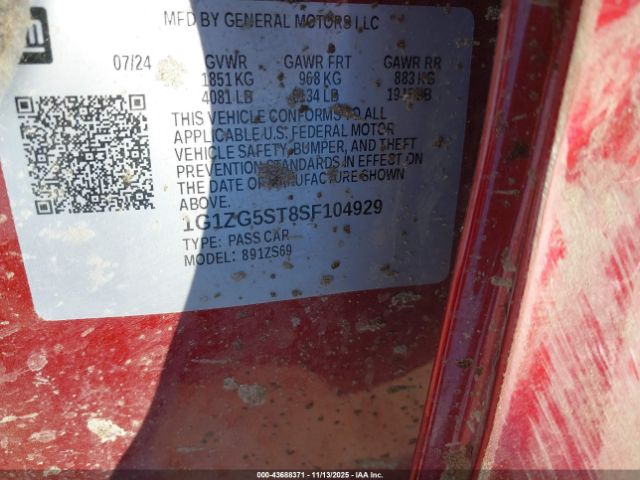 MFD BY GENERAL MOTORS LLC
07/24 GVWR GAWR FRT GAWR RR
1851 KG 968 KG 883 KG
4081 LB LB
THIS VEHICLE CONFORMS TO ALL
APPLICABLE U.S. FEDERAL MOTOR
VEHICLE SAFETY, BUMPER, AND THEFT
PREVENTION STANDARDS IN EFFECT ON
THE DATE OF MANUFACTURE SHOWN
ABOVE.
1G1ZG5ST8SF104929
TYPE: PASS CAR
MODEL: 891ZS69
000-43688371 - 11/13/2025 - IAA Inc.